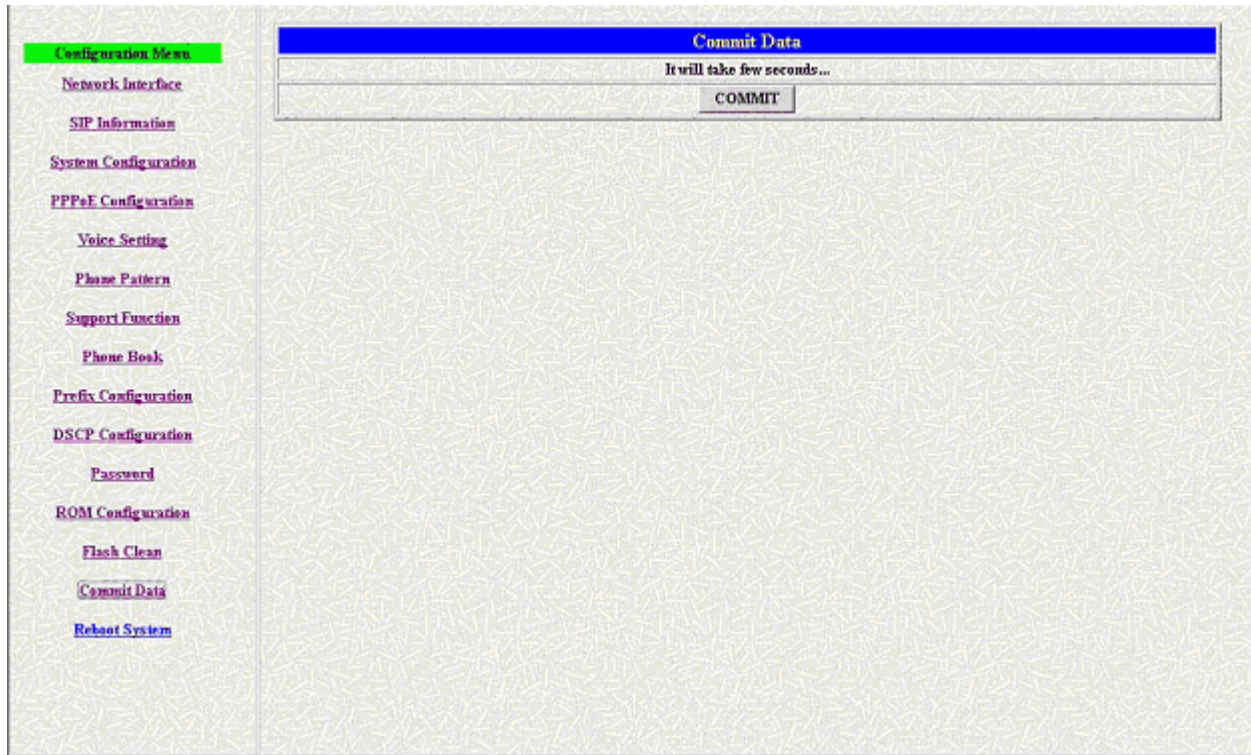 Configuration Menu
Network Interface
SIP Information
System Configuration
PPPoE Configuration
Voice Setting
Phone Pattern
Support Function
Phone Book
Prefix Configuration
DSCP Configuration
Password
ROM Configuration
Flash Clean
Commit Data
Reboot System
Commit Data
It will take few seconds...
COMMIT